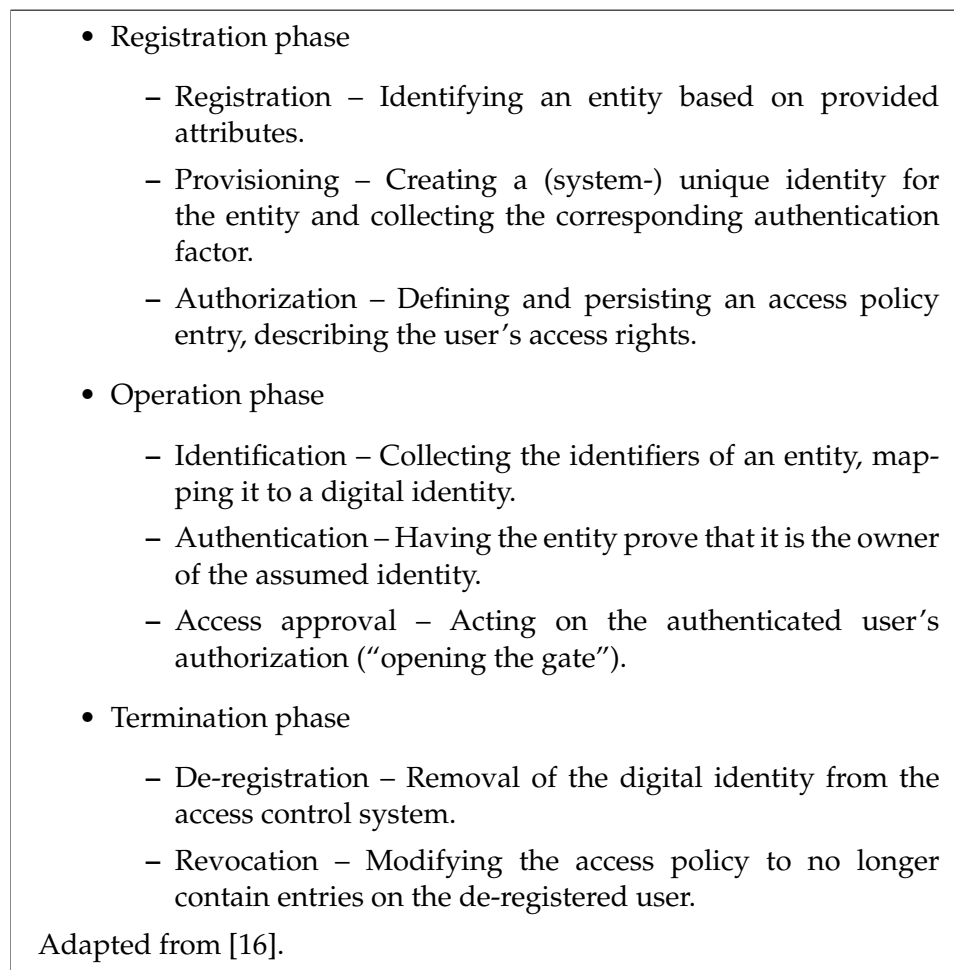 • Registration phase
– Registration – Identifying an entity based on provided
attributes.
– Provisioning – Creating a (system-) unique identity for
the entity and collecting the corresponding authentication
factor.
– Authorization – Defining and persisting an access policy
entry, describing the user's access rights.
• Operation phase
– Identification – Collecting the identifiers of an entity, map-
ping it to a digital identity.
– Authentication – Having the entity prove that it is the owner
of the assumed identity.
– Access approval – Acting on the authenticated user's
authorization (“opening the gate”).
• Termination phase
– De-registration – Removal of the digital identity from the
access control system.
– Revocation – Modifying the access policy to no longer
contain entries on the de-registered user.
Adapted from [16].